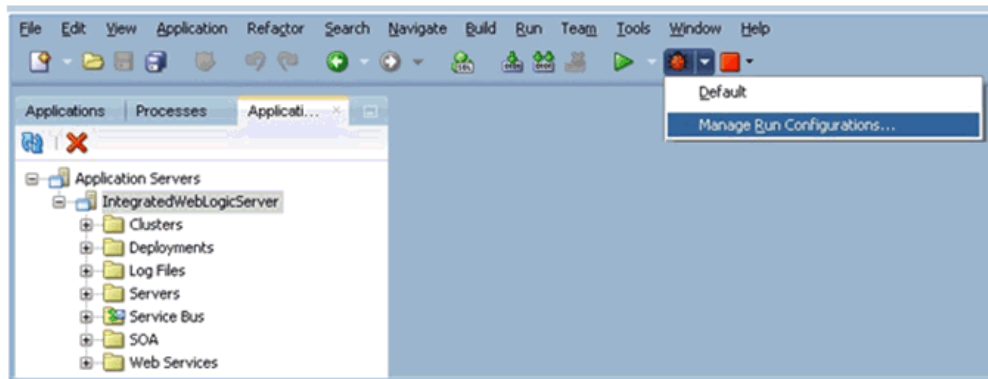 File Edit View Application Refactor Search Navigate Build Run Team Tools Window Help
Default
Manage Run Configurations...
Applications Processes Applicati...
Application Servers
IntegratedWebLogicServer
Clusters
Deployments
Log Files
Servers
Service Bus
SOA
Web Services